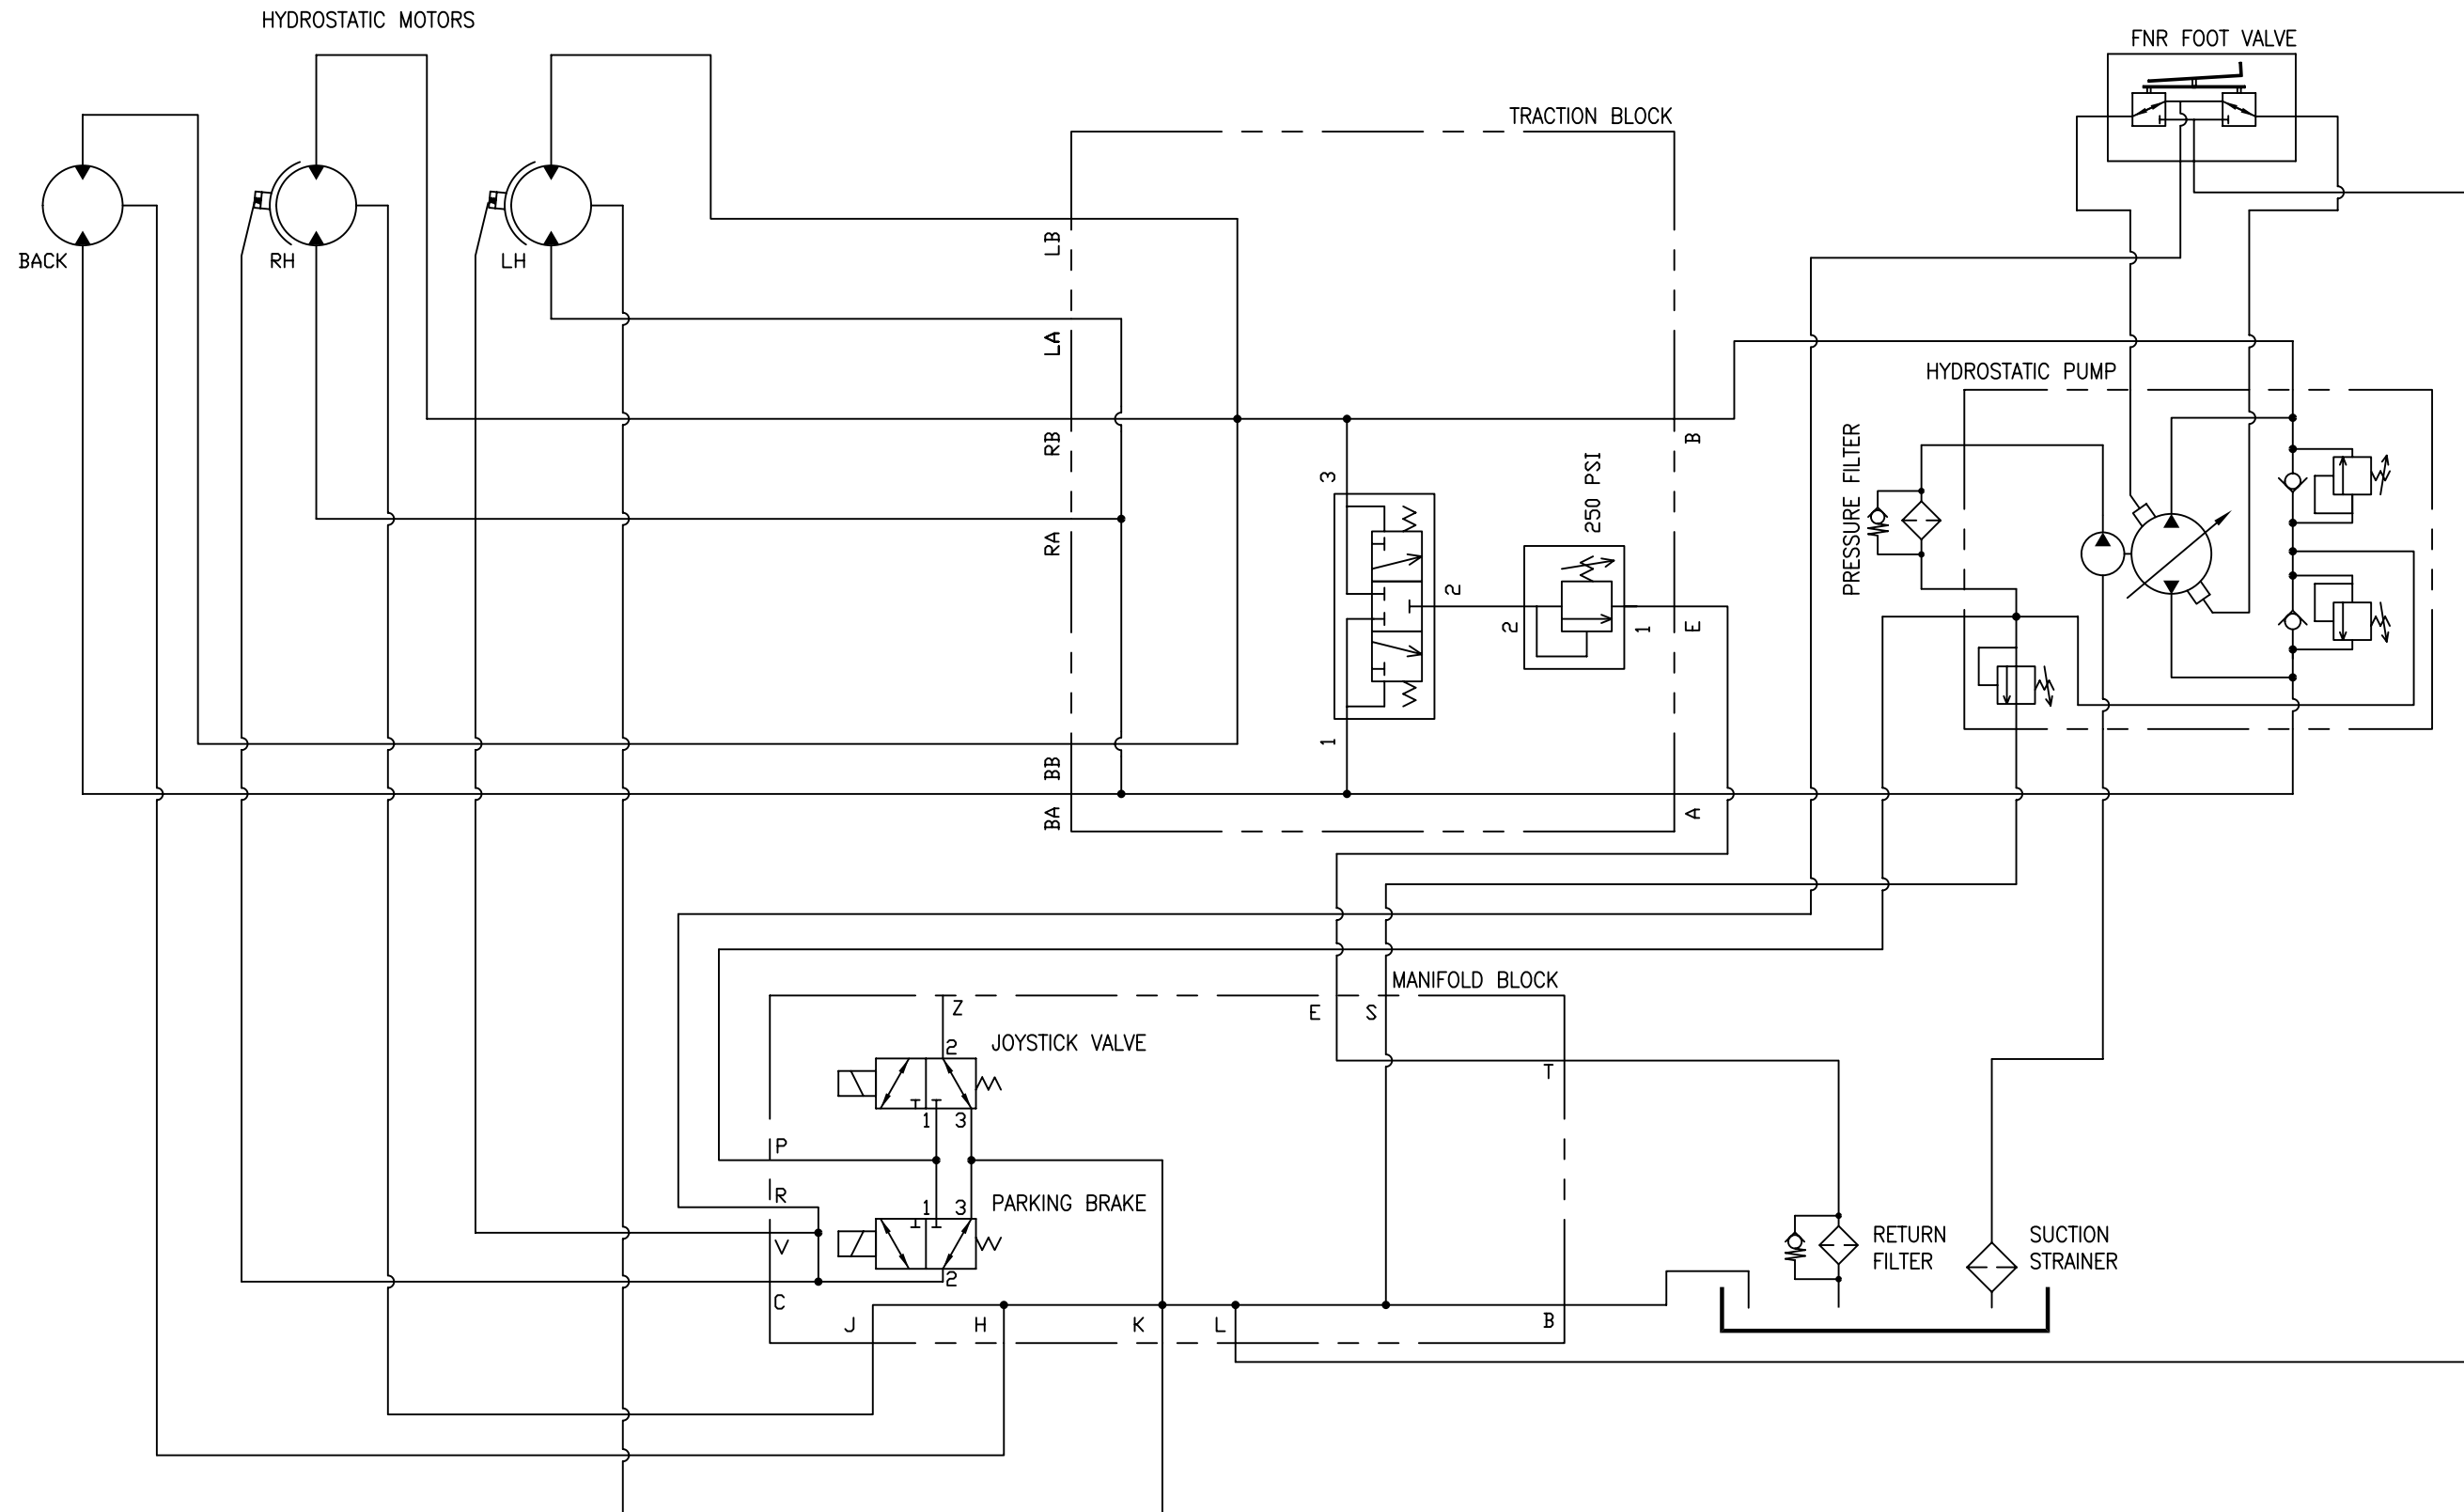 HYDROSTATIC MOTORS
FNR FOOT VALVE
TRACTION BLOCK
BACK
RH
LH
LB
LA
HYDROSTATIC PUMP
RB
B
PRESSURE FILTER
3
250 PSI
RA
2
2
1
E
1
BB
BA
A
MANIFOLD BLOCK
Z
E
S
2
JOYSTICK VALVE
T
1
3
P
R
1
3
PARKING BRAKE
RETURN
FILTER
SUCTION
STRAINER
V
2
C
J
H
K
L
B